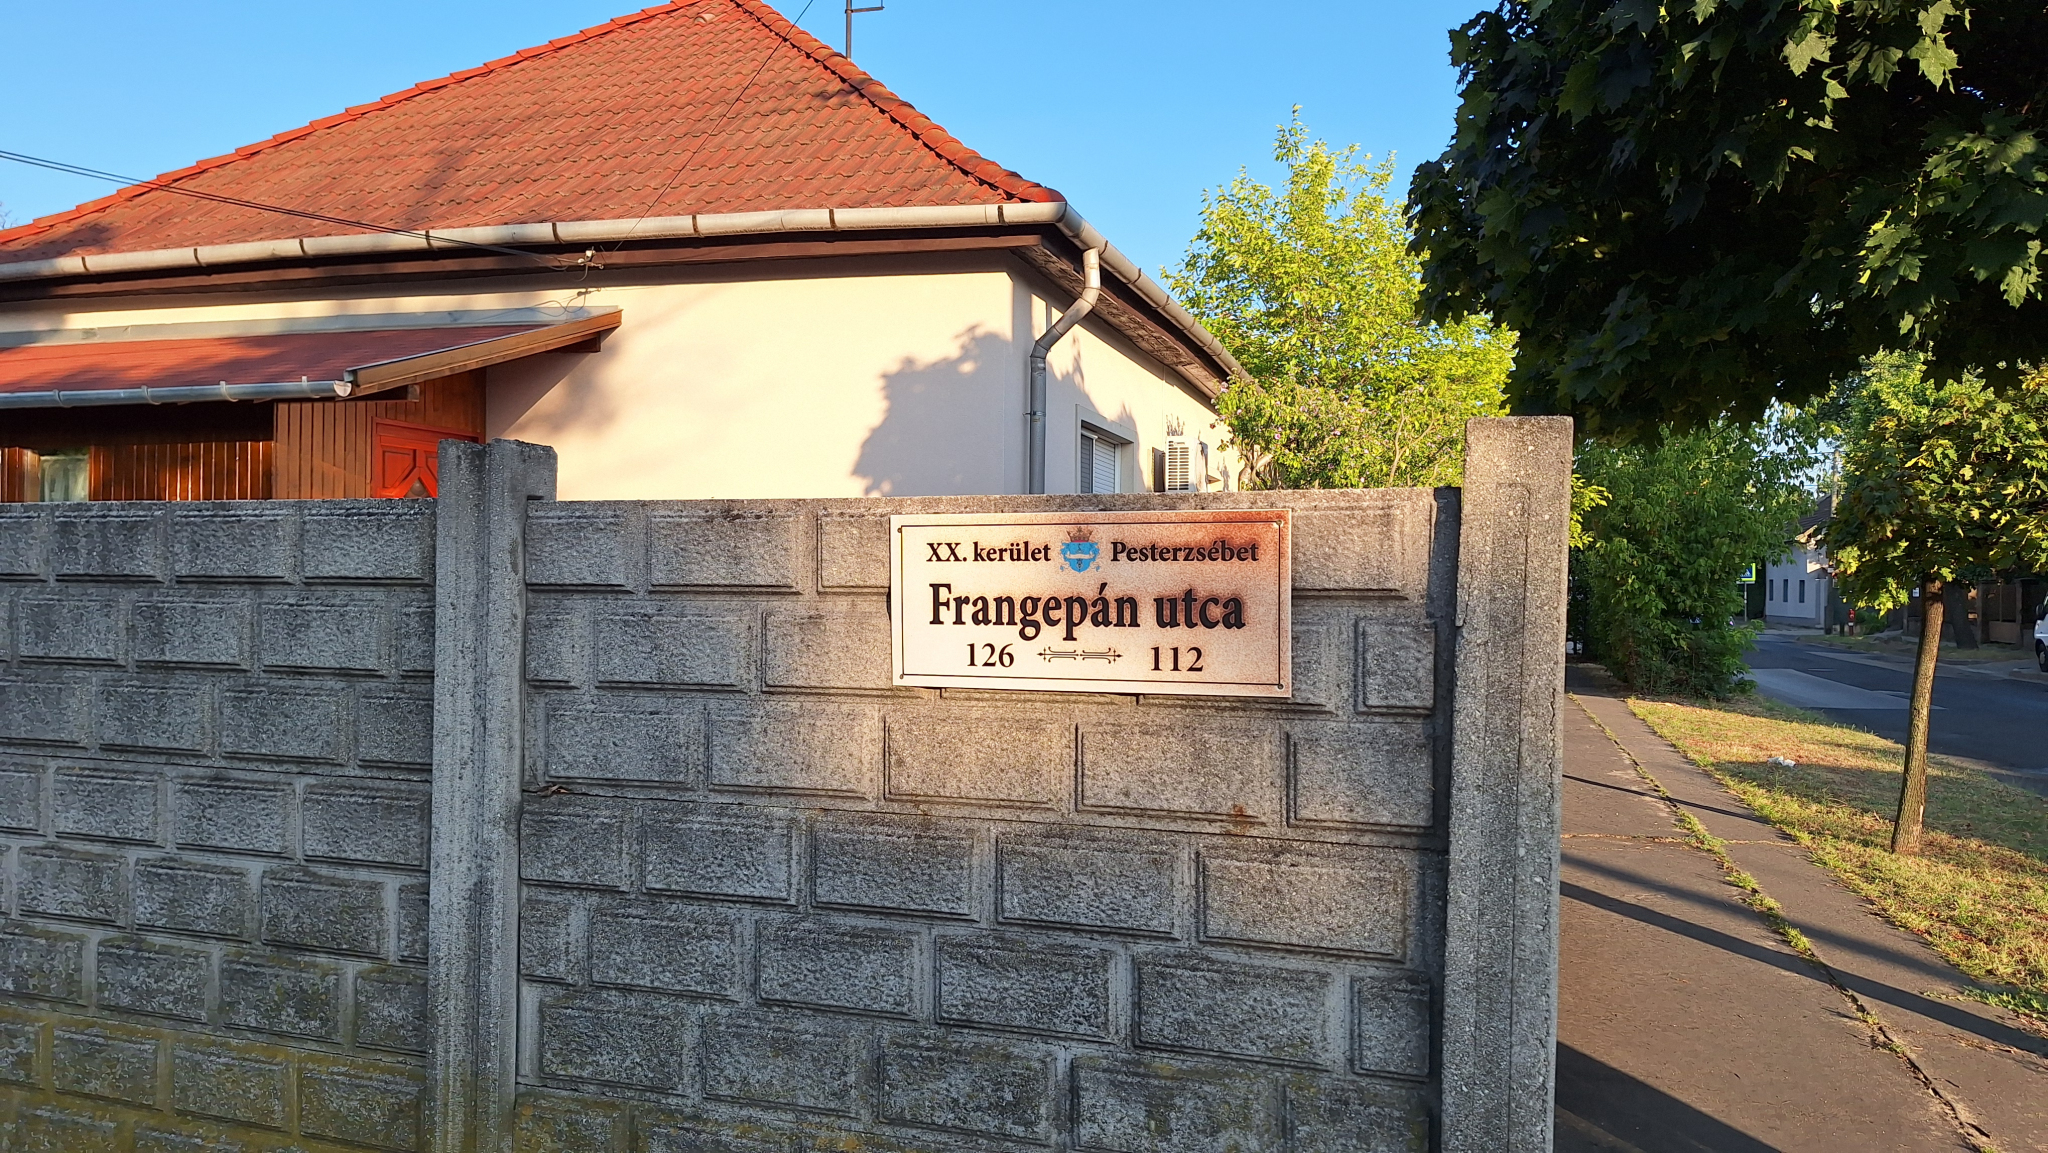 XX. kerület Pesterzsébet
Frangepán utca
126 112